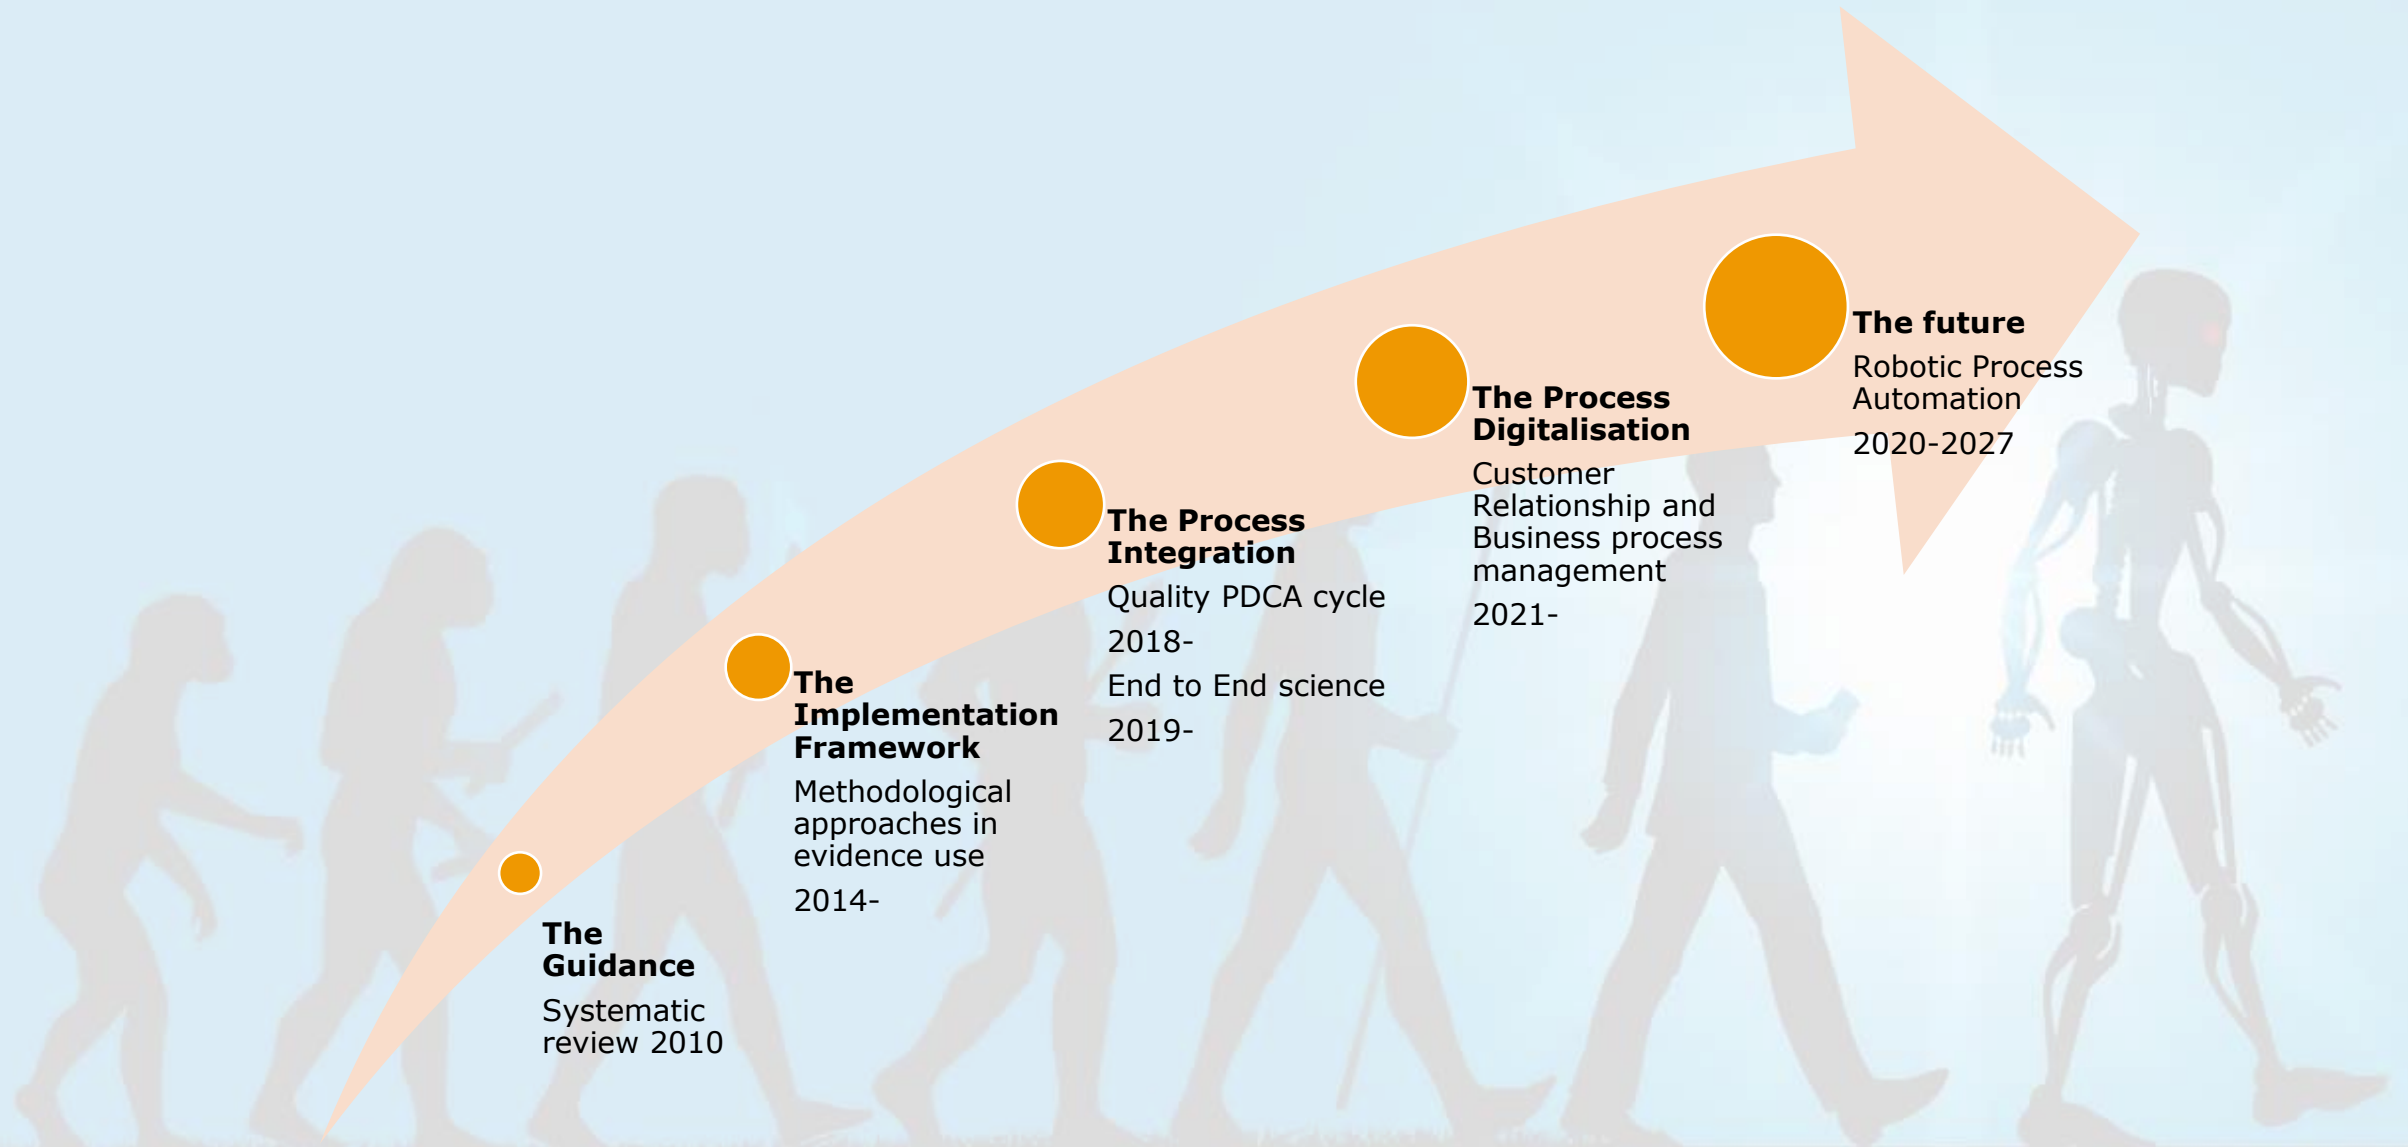 The
Guidance
Systematic
review 2010
The
Implementation
Framework
Methodological
approaches in
evidence use
2014-
The Process
Integration
Quality PDCA cycle
2018-
End to End science
2019-
The Process
Digitalisation
Customer
Relationship and
Business process
management
2021-
The future
Robotic Process
Automation
2020-2027